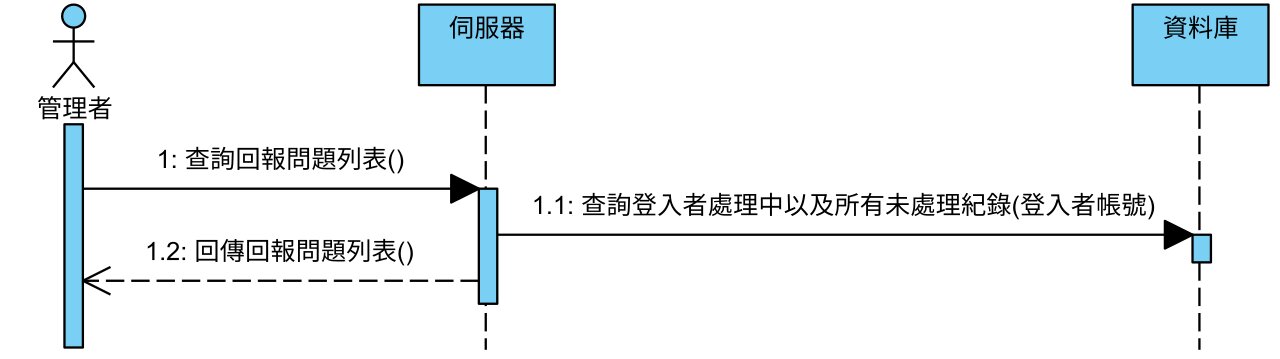 伺服器
資料庫
管理者
1: 查詢回報問題列表()
1.1: 查詢登入者處理中以及所有未處理紀錄(登入者帳號)
1.2: 回傳回報問題列表()